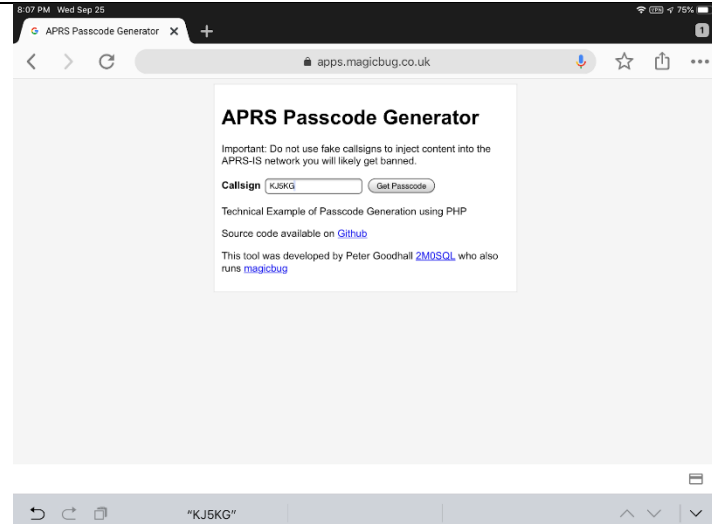 8:07 PM Wed Sep 25
VPN
75%
G APRS Passcode Generator
1
apps.magicbug.co.uk
APRS Passcode Generator
Important: Do not use fake callsigns to inject content into the
APRS-IS network you will likely get banned.
Callsign KJ5KG Get Passcode
Technical Example of Passcode Generation using PHP
Source code available on Github
This tool was developed by Peter Goodhall 2M0SQL who also
runs magicbug
“KJ5KG”